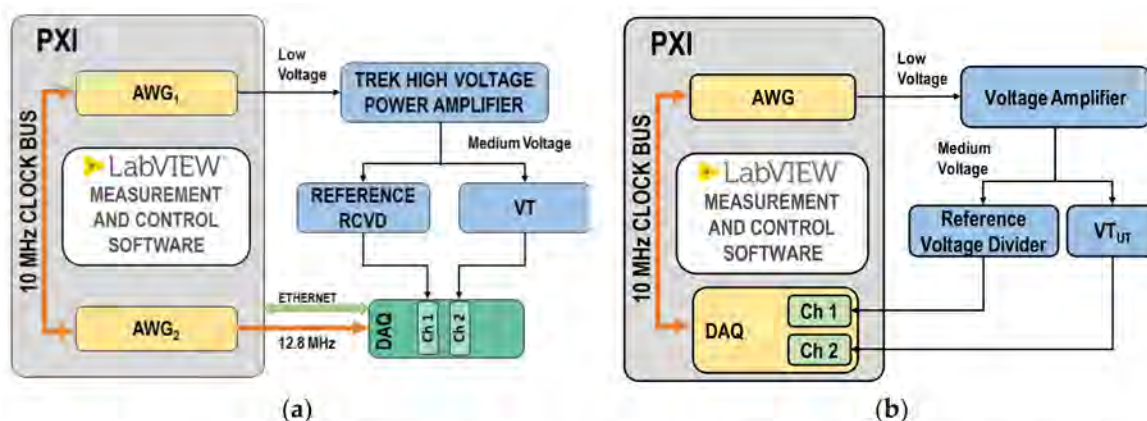 PXI
10 MHz CLOCK BUS
AWG1
LabVIEW
MEASUREMENT
AND CONTROL
SOFTWARE
AWG2
Low
Voltage
TREK HIGH VOLTAGE
POWER AMPLIFIER
Medium Voltage
REFERENCE
RCVD
VT
ETHERNET
12.8 MHz
DAQ
Ch 1
Ch 2
(a)
PXI
10 MHz CLOCK BUS
AWG
LabVIEW
MEASUREMENT
AND CONTROL
SOFTWARE
DAQ
Ch 1
Ch 2
Low
Voltage
Voltage Amplifier
Medium
Voltage
Reference
Voltage Divider
VTUT
(b)